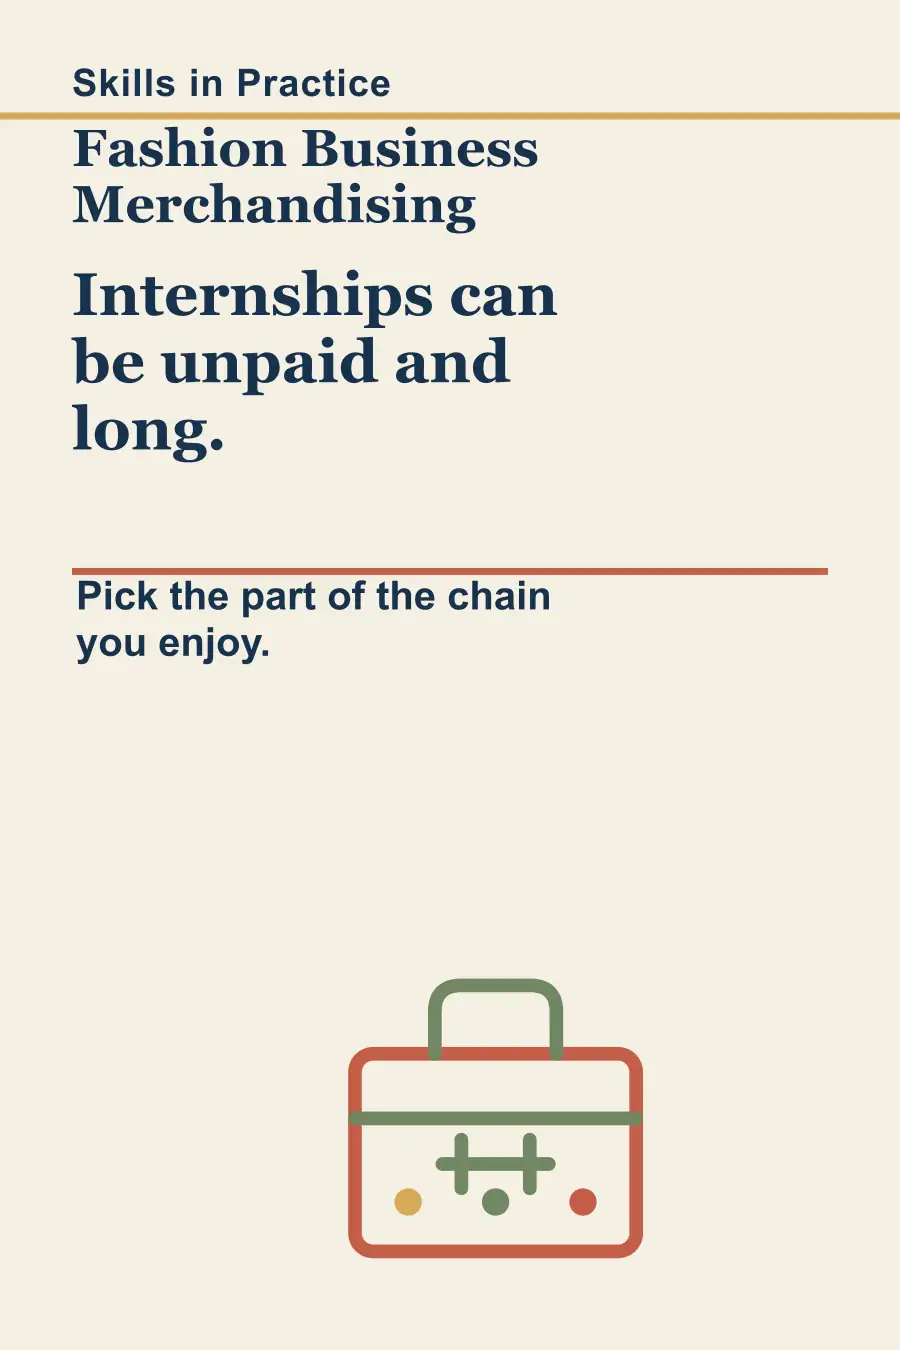 Skills in Practice
Fashion Business
Merchandising
Internships can
be unpaid and
long.
Pick the part of the chain
you enjoy.